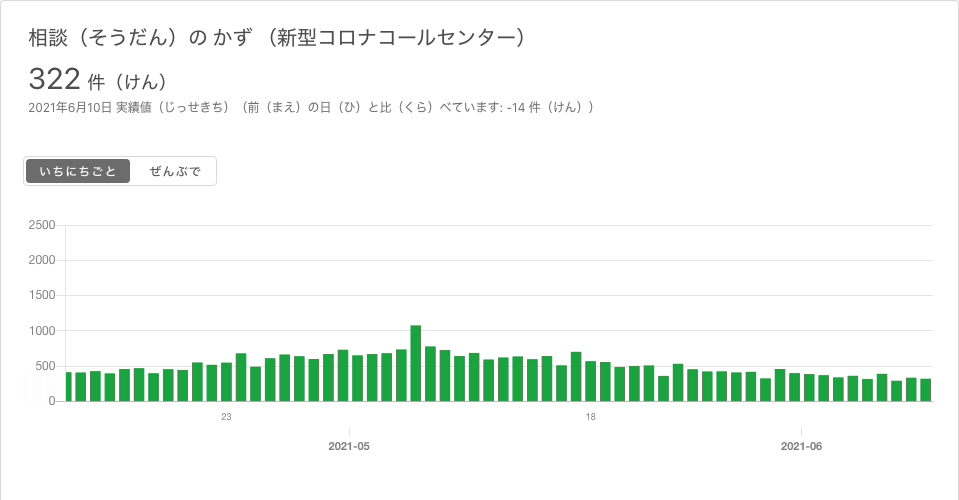 相談（そうだん）の かず （新型コロナコールセンター）
322 件（けん）
2021年6月10日 実績値（じっせきち）（前（まえ）の日（ひ）と比（くら）べています: -14 件（けん））
いちにちごと ぜんぶで
2500
2000
1500
1000
500
0
23 18
2021-05 2021-06